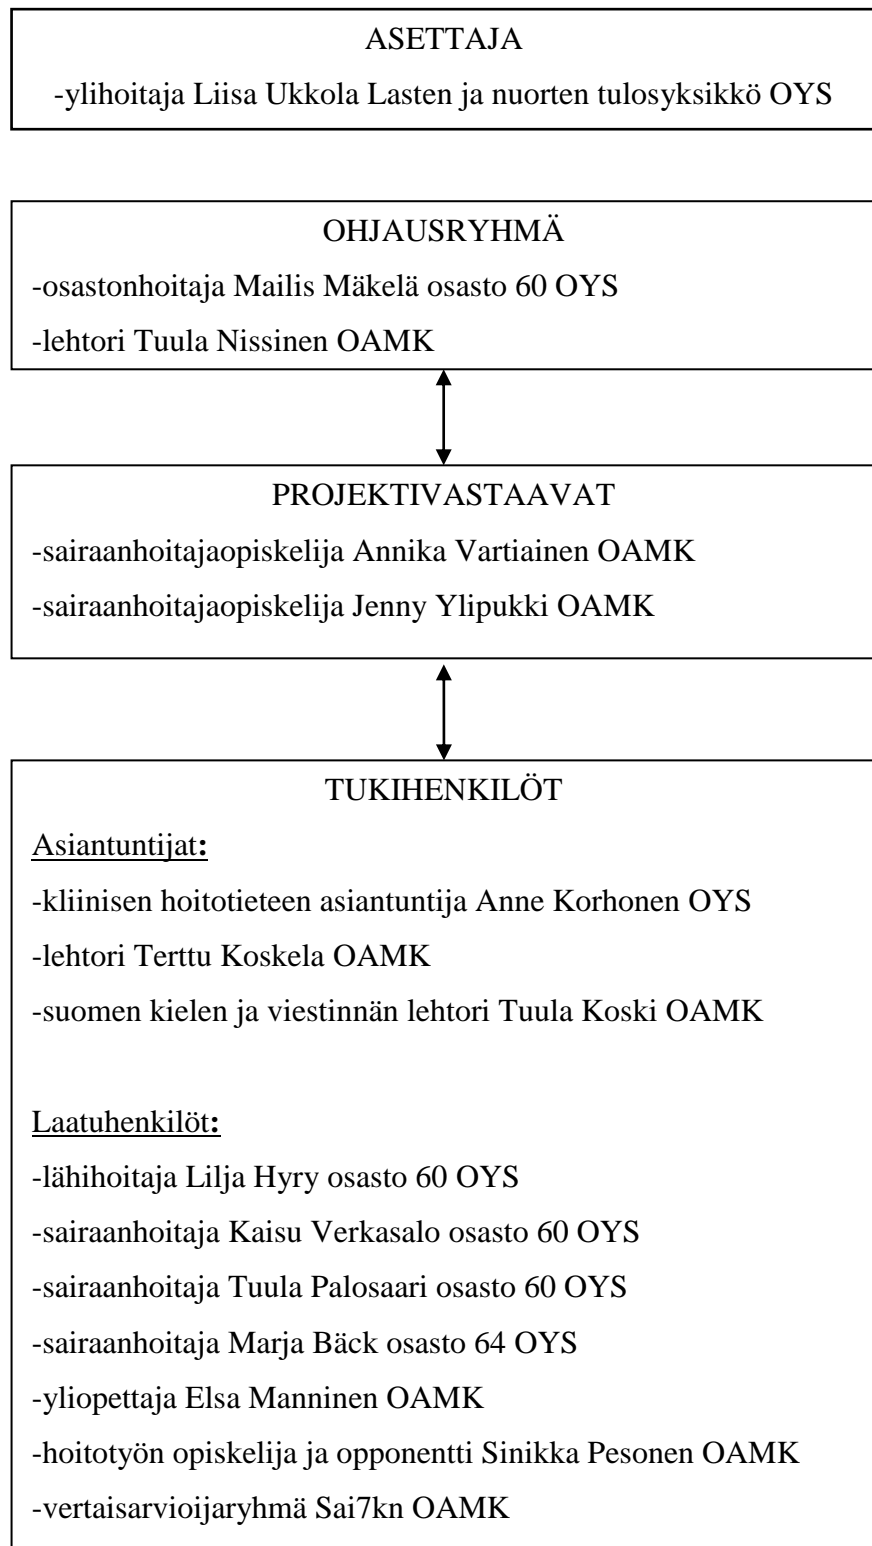 ASETTAJA
-ylihoitaja Liisa Ukkola Lasten ja nuorten tulosyksikkö OYS
OHJAUSRYHMÄ
-osastonhoitaja Mailis Mäkelä osasto 60 OYS
-lehtori Tuula Nissinen OAMK
PROJEKTIVASTAAVAT
-sairaanhoitajaopiskelija Annika Vartiainen OAMK
-sairaanhoitajaopiskelija Jenny Ylipukki OAMK
TUKIHENKILÖT
Asiantuntijat:
-kliinisen hoitotieteen asiantuntija Anne Korhonen OYS
-lehtori Terttu Koskela OAMK
-suomen kielen ja viestinnän lehtori Tuula Koski OAMK
Laatuhenkilöt:
-lähihoitaja Lilja Hyry osasto 60 OYS
-sairaanhoitaja Kaisu Verkasalo osasto 60 OYS
-sairaanhoitaja Tuula Palosaari osasto 60 OYS
-sairaanhoitaja Marja Bäck osasto 64 OYS
-yliopettaja Elsa Manninen OAMK
-hoitotyön opiskelija ja opponentti Sinikka Pesonen OAMK
-vertaisarvioijaryhmä Sai7kn OAMK